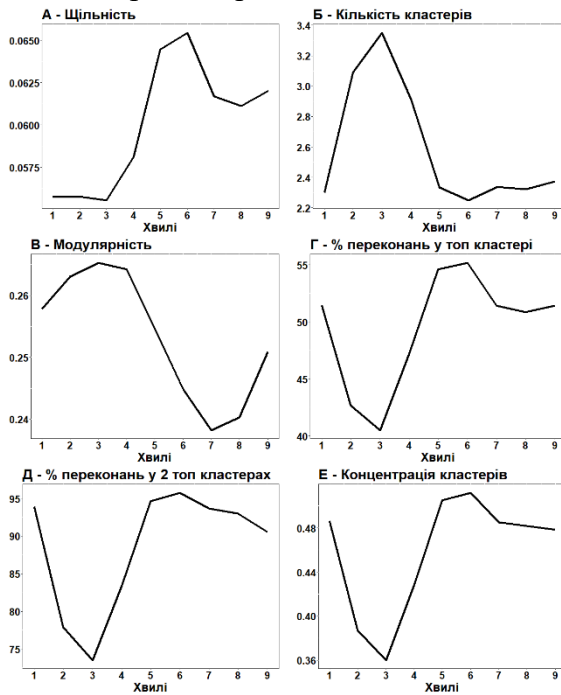 А - Щільність
0.0650
0.0625
0.0600
0.0575
1 2 3 4 5 6 7 8 9
Хвилі
Б - Кількість кластерів
3.4
3.2
3.0
2.8
2.6
2.4
2.2
1 2 3 4 5 6 7 8 9
Хвилі
В - Модулярність
0.26
0.25
0.24
1 2 3 4 5 6 7 8 9
Хвилі
Г - % переконань у топ кластері
55
50
45
40
1 2 3 4 5 6 7 8 9
Хвилі
Д - % переконань у 2 топ кластерах
95
90
85
80
75
1 2 3 4 5 6 7 8 9
Хвилі
Е - Концентрація кластерів
0.48
0.44
0.40
0.36
1 2 3 4 5 6 7 8 9
Хвилі